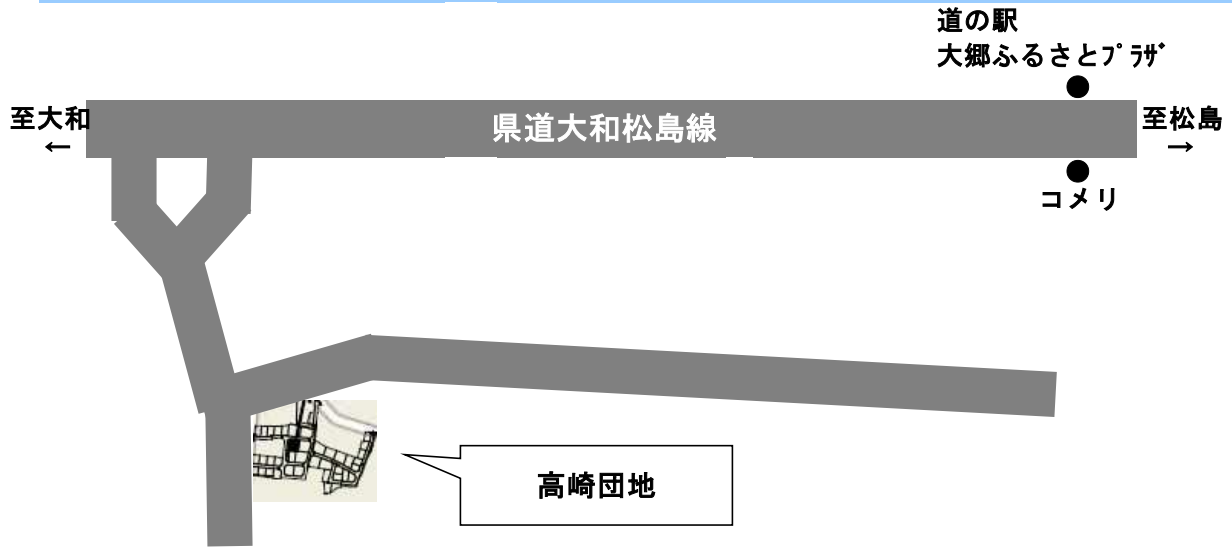 道の駅
大郷ふるさとﾌﾟﾗｻﾞ
至大和
←
県道大和松島線
至松島
→
コメリ
高崎団地